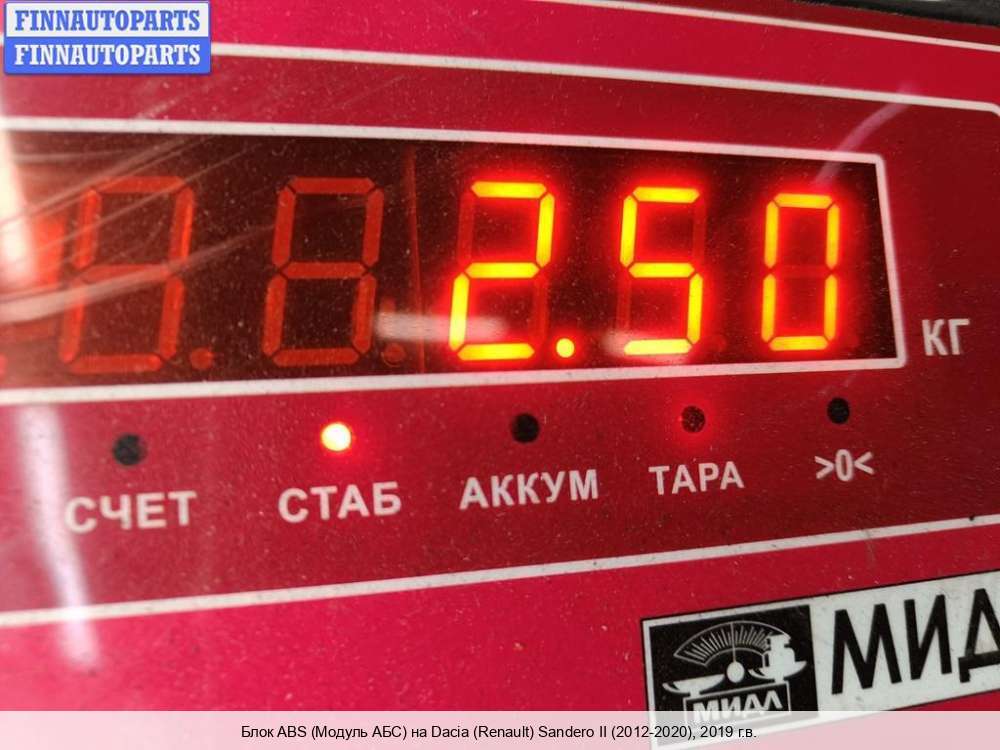 FINNAUTOPARTS
FINNAUTOPARTS
2.50
КГ
СЧЕТ СТАБ АККУМ ТАРА >0<
МИДЛ
Блок ABS (Модуль АБС) на Dacia (Renault) Sandero II (2012-2020), 2019 г.в.